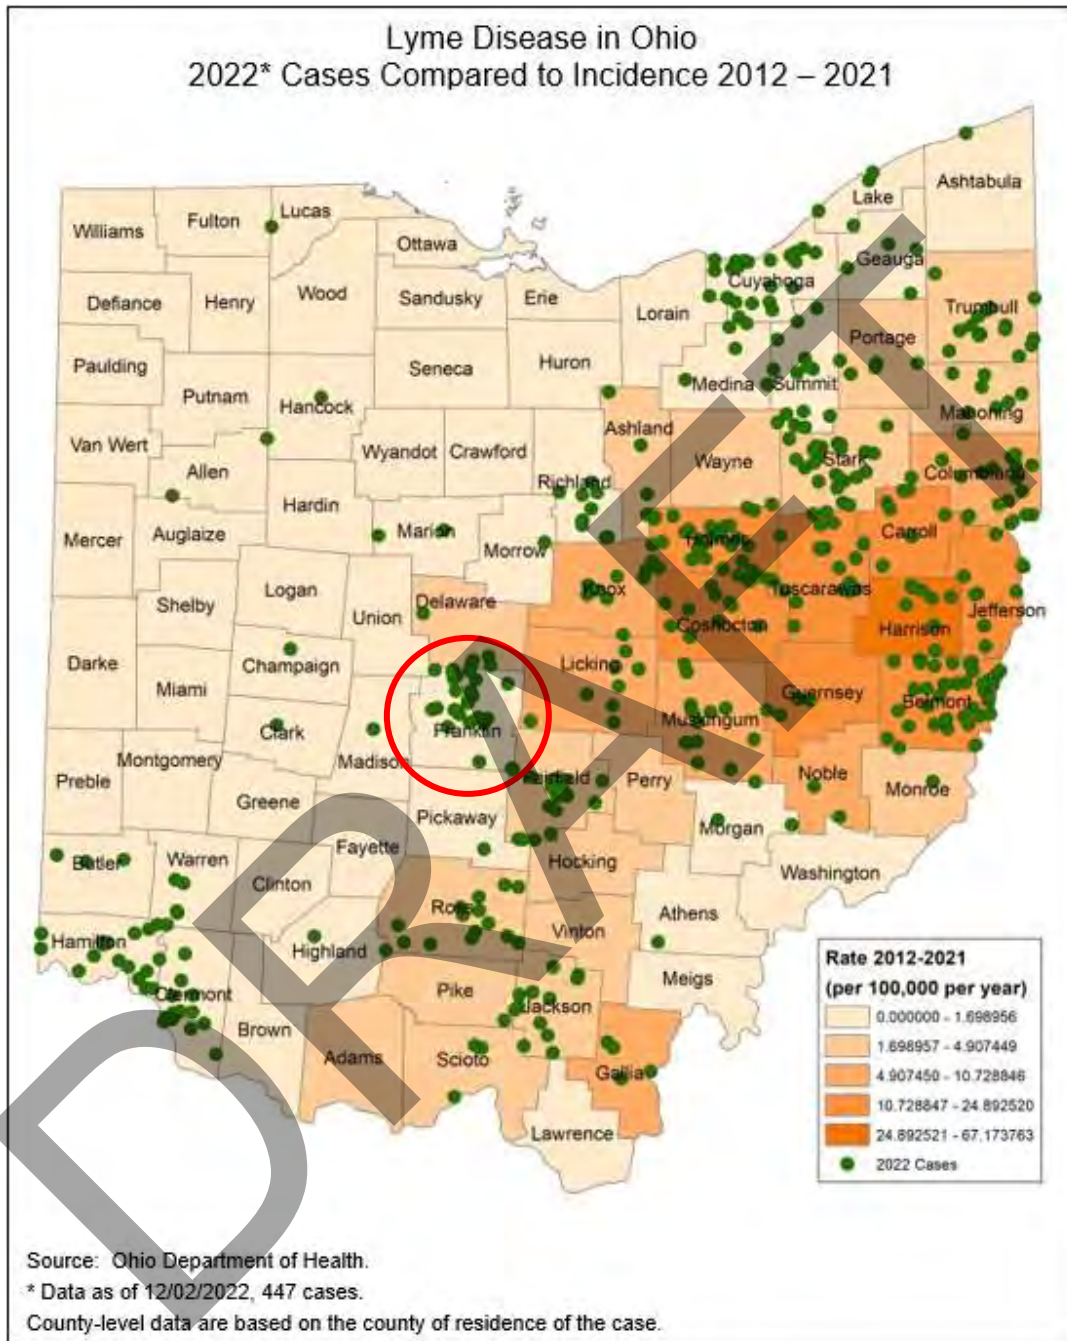 Lyme Disease in Ohio
2022* Cases Compared to Incidence 2012 – 2021
Ashtabula
Lake
Lucas
Fulton
Williams
Ottawa
Geauga
Cuyahoga
Wood
Henry
Defiance
Sandusky
Erie
Lorain
Trumbull
Portage
Paulding
Seneca
Huron
Medina
Summit
Putnam
Hancock
Mahoning
Ashland
Van Wert
Allen
Wyandot
Crawford
Wayne
Stark
Columbiana
Richland
Hardin
Mercer
Auglaize
Marion
Morrow
Holmes
Carroll
Logan
Knox
Tuscarawas
Shelby
Union
Delaware
Jefferson
Coshocton
Harrison
Darke
Champaign
Licking
Miami
Guernsey
Belmont
Clark
Franklin
Muskingum
Madison
Montgomery
Preble
Greene
Fairfield
Perry
Noble
Monroe
Pickaway
Morgan
Fayette
Butler
Warren
Hocking
Washington
Clinton
Ross
Athens
Vinton
Hamilton
Highland
Meigs
Clermont
Pike
Jackson
Brown
Adams
Scioto
Gallia
Lawrence
Rate 2012-2021
(per 100,000 per year)
0.000000 - 1.698956
1.698957 - 4.907449
4.907450 - 10.728846
10.728847 - 24.892520
24.892521 - 67.173763
2022 Cases
DRAFT
Source: Ohio Department of Health.
* Data as of 12/02/2022, 447 cases.
County-level data are based on the county of residence of the case.